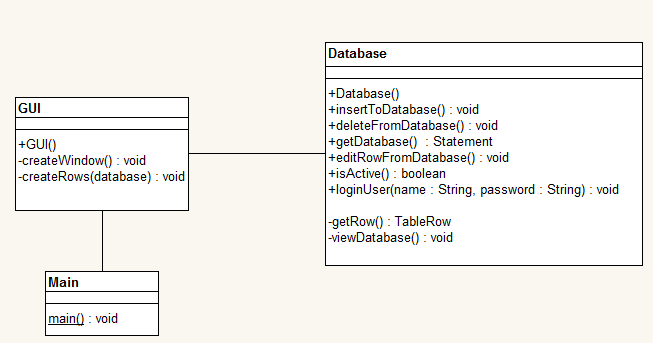 Database
+Database()
+insertToDatabase() : void
+deleteFromDatabase() : void
+getDatabase() : Statement
+editRowFromDatabase() : void
+isActive() : boolean
+loginUser(name : String, password : String) : void
-getRow() : TableRow
-viewDatabase() : void
GUI
+GUI()
-createWindow() : void
-createRows(database) : void
Main
main() : void